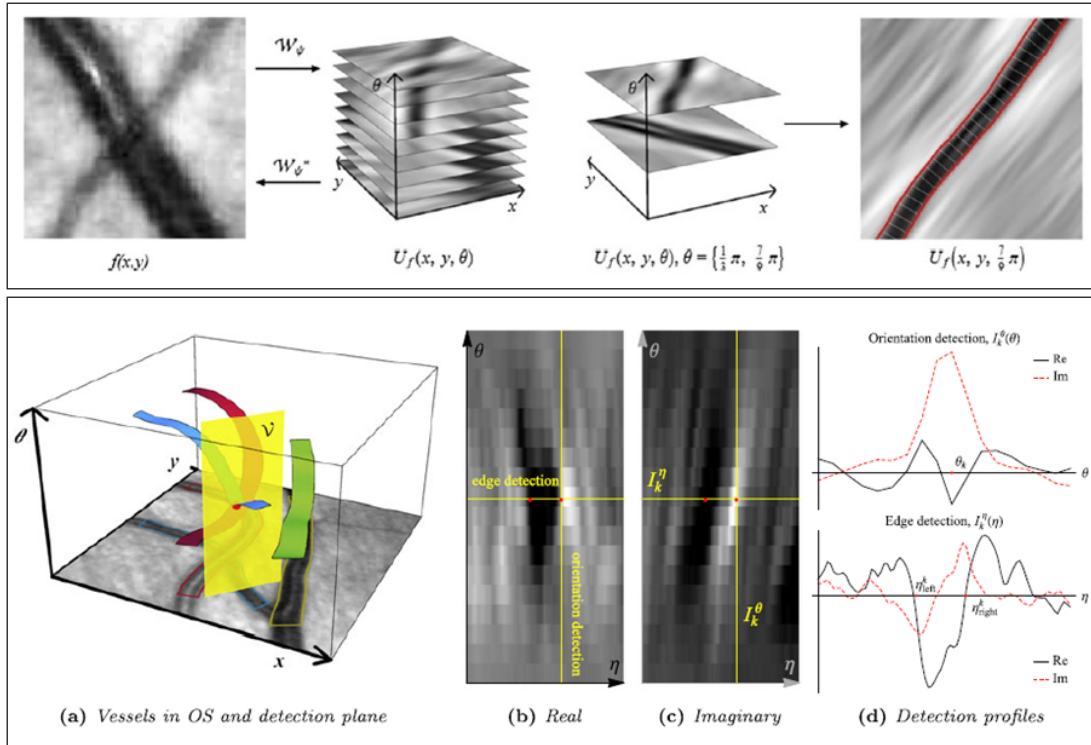 𝒲ψ
𝒲ψ*
f(x,y)
θ
y
x
U_f(x, y, θ)
θ
y
x
U_f(x, y, θ), θ = {1/3 π, 7/9 π}
U_f(x, y, 7/9 π)
θ
y
x
𝒱
(a) Vessels in OS and detection plane
θ
edge detection
orientation detection
η
(b) Real
θ
I_k^η
I_k^θ
η
(c) Imaginary
Orientation detection, I_k^θ(θ)
Re
Im
θ_k
θ
Edge detection, I_k^η(η)
η_left^k
η_right^k
η
Re
Im
(d) Detection profiles